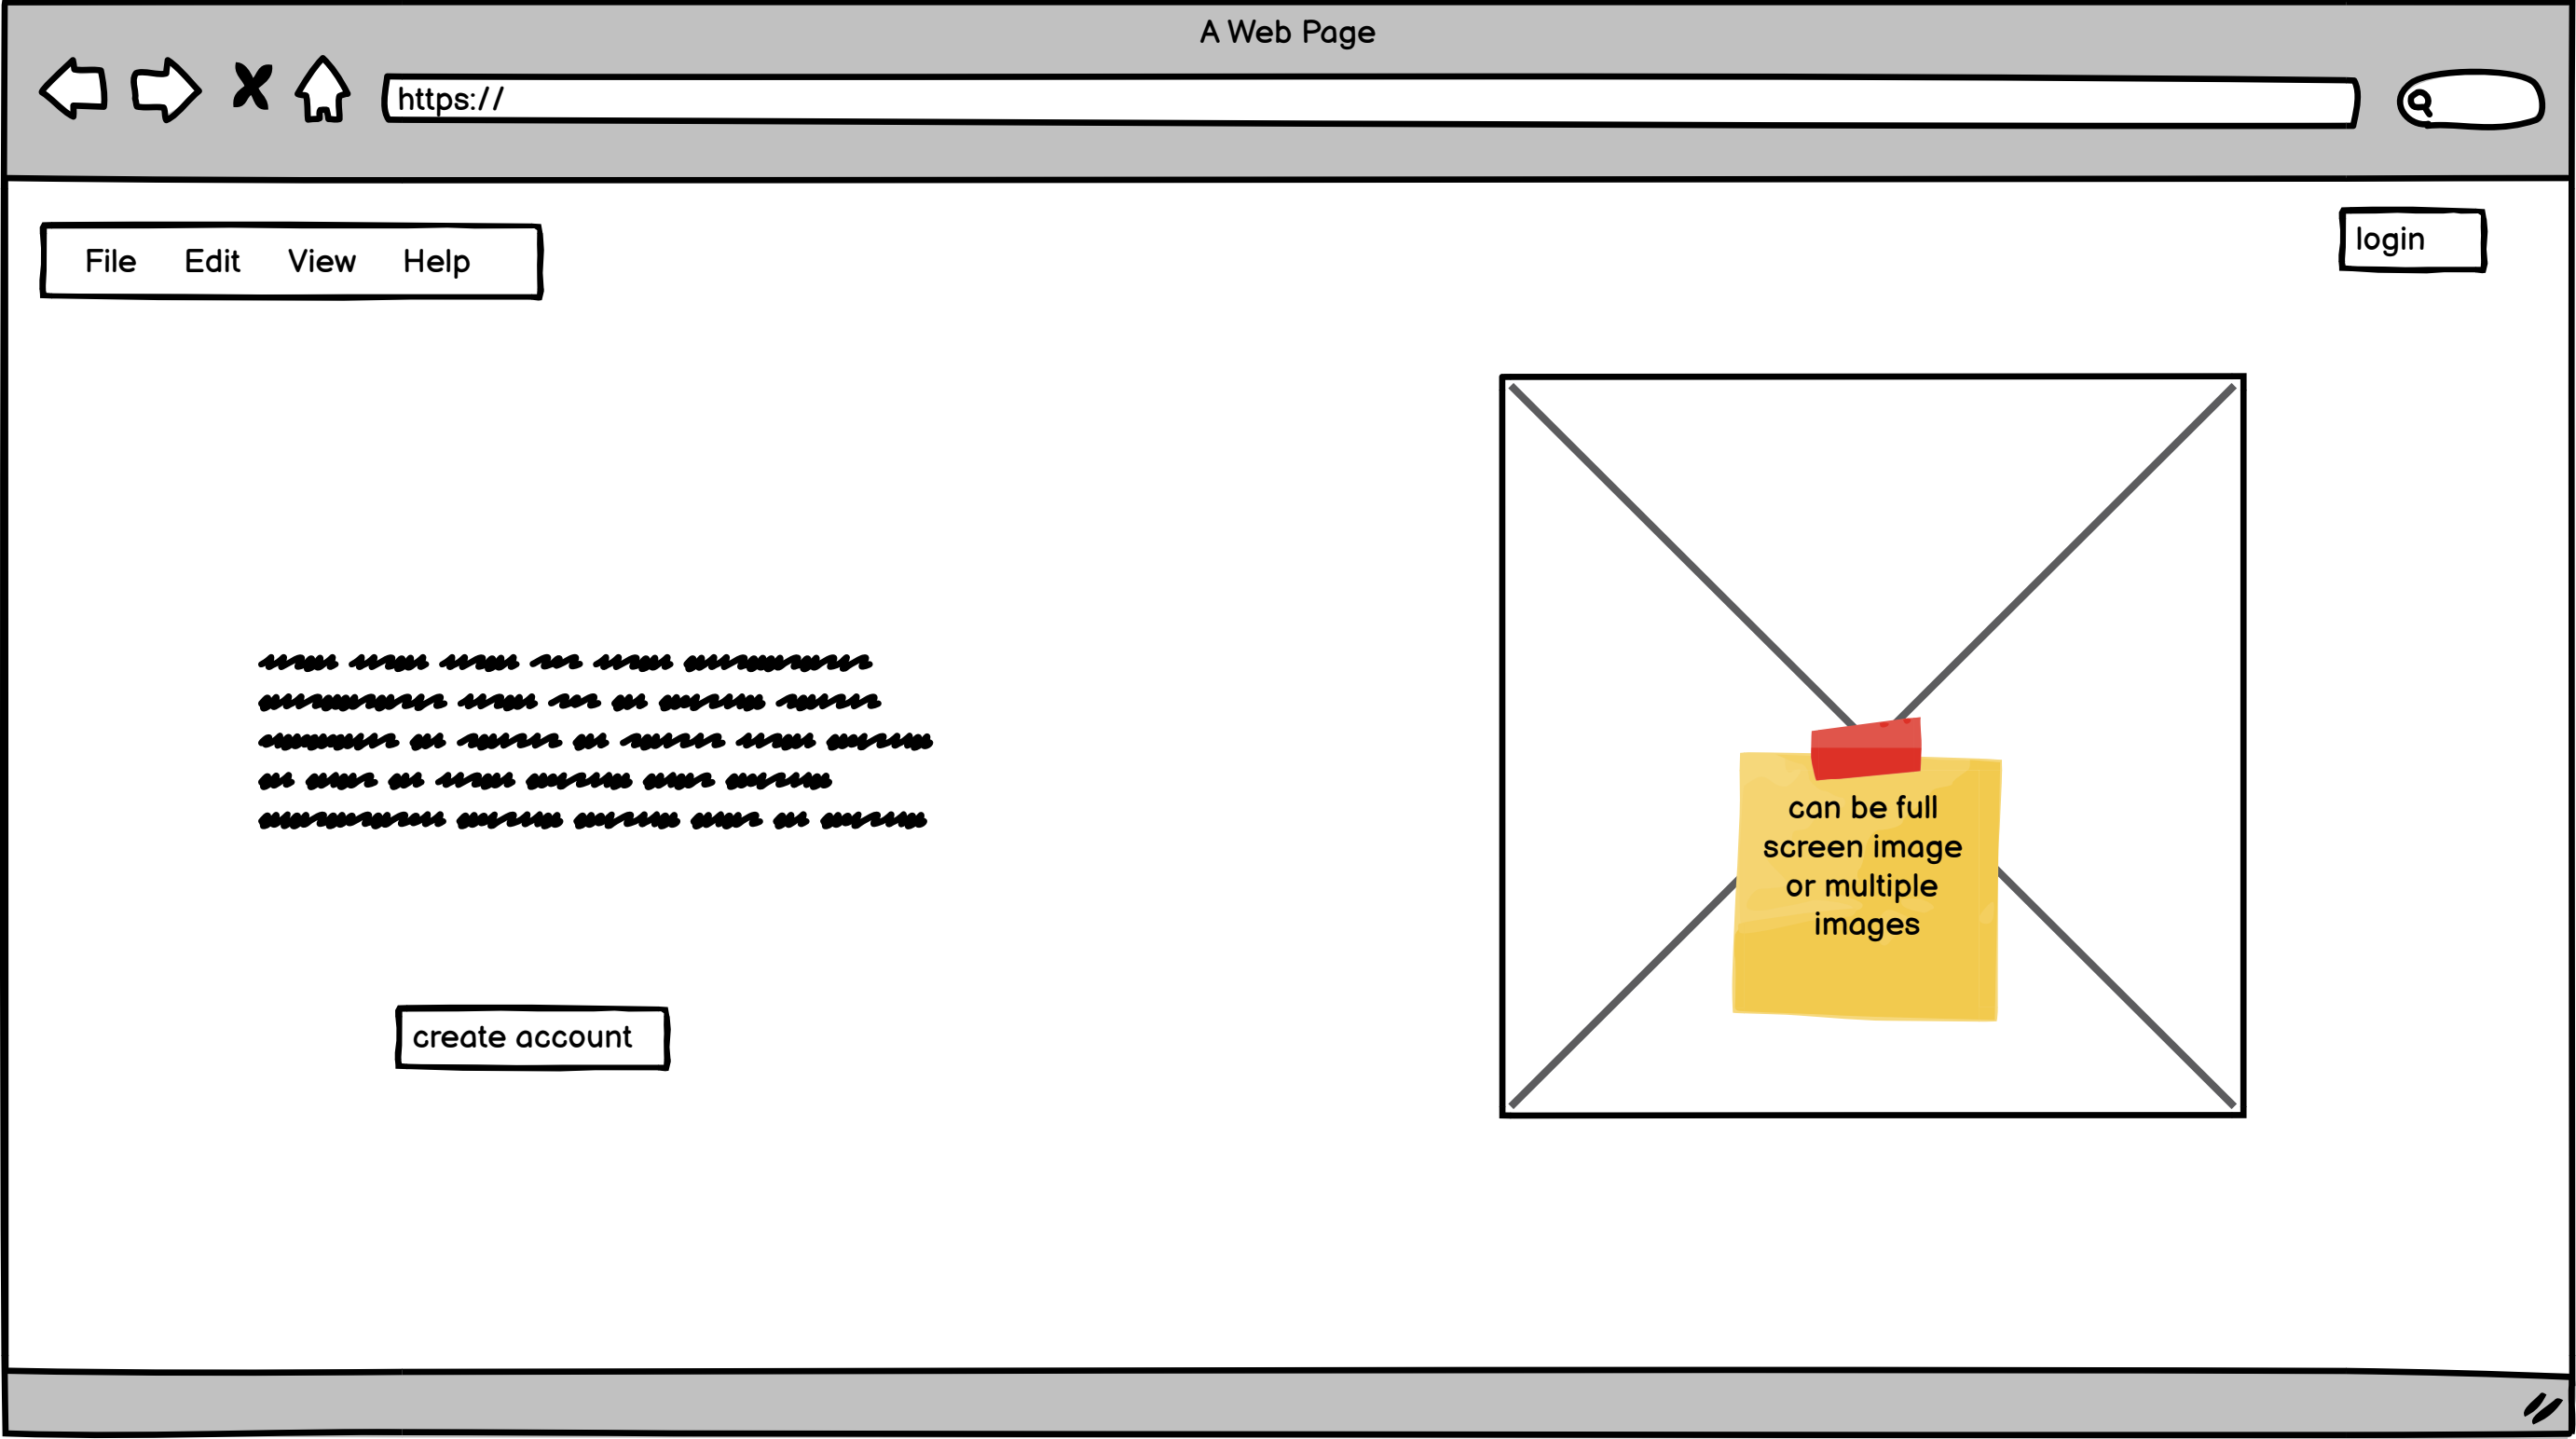 A Web Page
https://
File Edit View Help
login
can be full
screen image
or multiple
images
create account